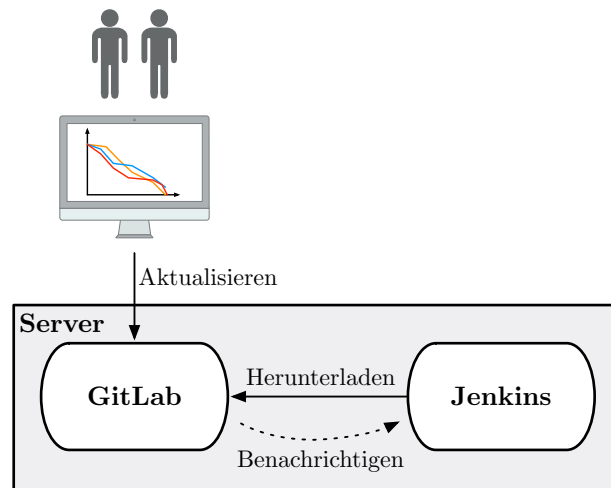 Aktualisieren
Server
GitLab
Herunterladen
Jenkins
Benachrichtigen